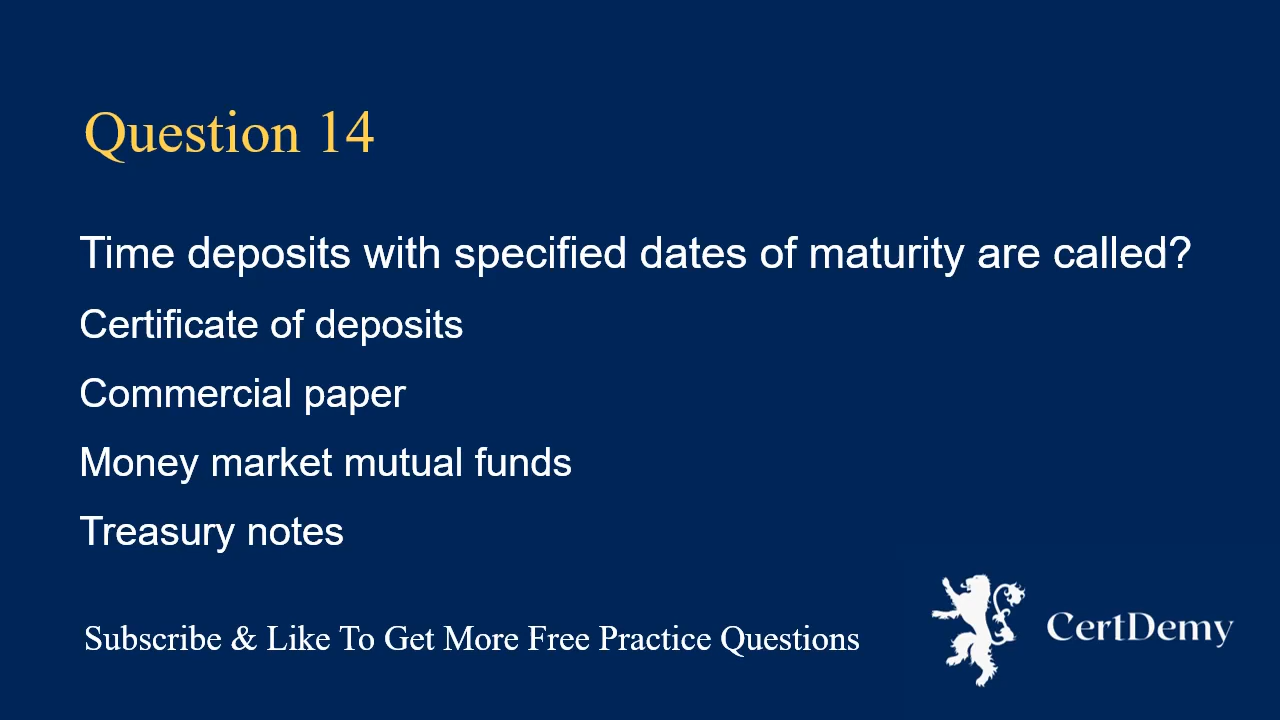 Question 14
Time deposits with specified dates of maturity are called?
Certificate of deposits
Commercial paper
Money market mutual funds
Treasury notes
Subscribe & Like To Get More Free Practice Questions
CertDemy